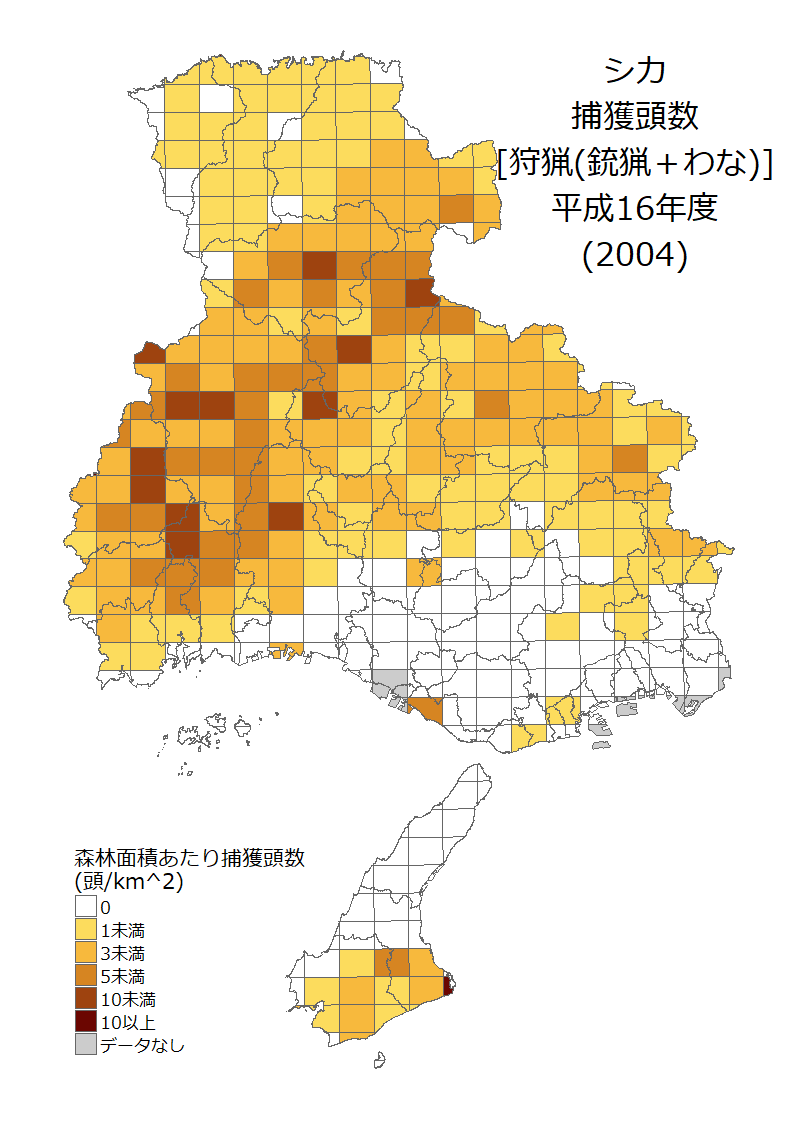 シカ
捕獲頭数
[狩猟(銃猟＋わな)]
平成16年度
(2004)
森林面積あたり捕獲頭数
(頭/km^2)
0
1未満
3未満
5未満
10未満
10以上
データなし